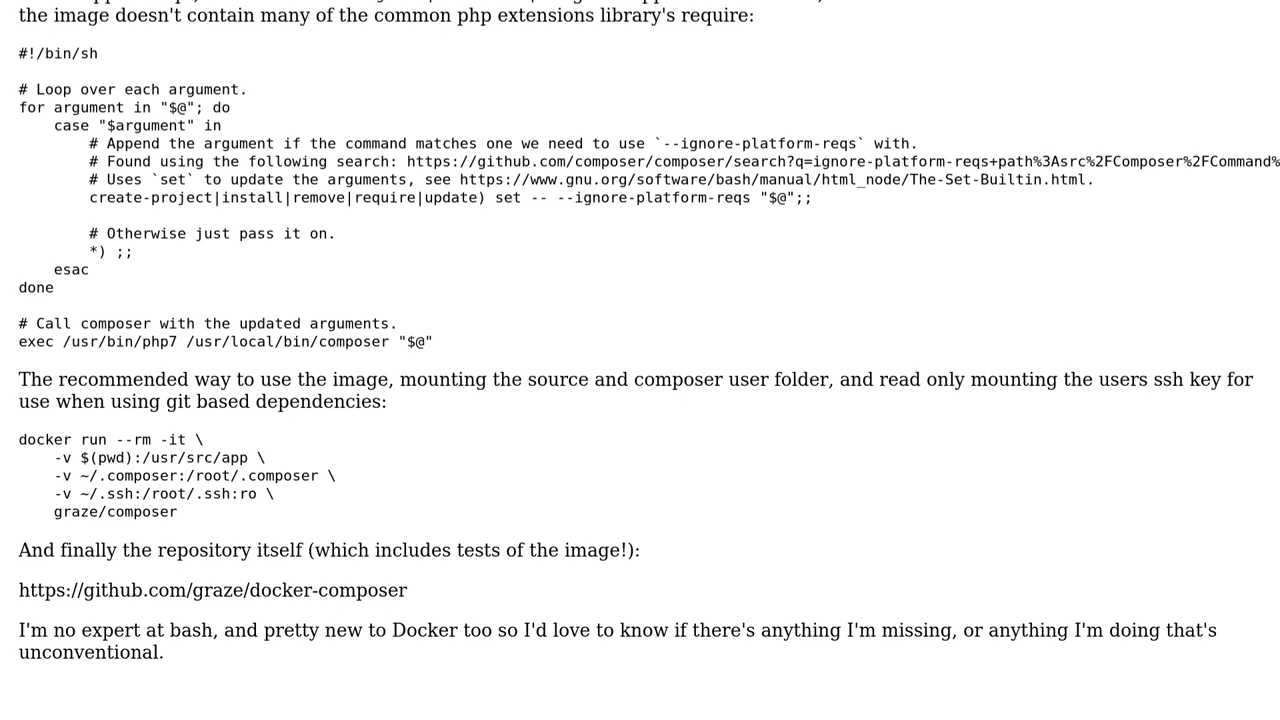 the image doesn't contain many of the common php extensions library's require:
#!/bin/sh
# Loop over each argument.
for argument in "$@"; do
    case "$argument" in
        # Append the argument if the command matches one we need to use `--ignore-platform-reqs` with.
        # Found using the following search: https://github.com/composer/composer/search?q=ignore-platform-reqs+path%3Asrc%2FComposer%2FCommand%
        # Uses `set` to update the arguments, see https://www.gnu.org/software/bash/manual/html_node/The-Set-Builtin.html.
        create-project|install|remove|require|update) set -- --ignore-platform-reqs "$@";;
        # Otherwise just pass it on.
        *) ;;
    esac
done
# Call composer with the updated arguments.
exec /usr/bin/php7 /usr/local/bin/composer "$@"
The recommended way to use the image, mounting the source and composer user folder, and read only mounting the users ssh key for
use when using git based dependencies:
docker run --rm -it \
    -v $(pwd):/usr/src/app \
    -v ~/.composer:/root/.composer \
    -v ~/.ssh:/root/.ssh:ro \
    graze/composer
And finally the repository itself (which includes tests of the image!):
https://github.com/graze/docker-composer
I'm no expert at bash, and pretty new to Docker too so I'd love to know if there's anything I'm missing, or anything I'm doing that's
unconventional.